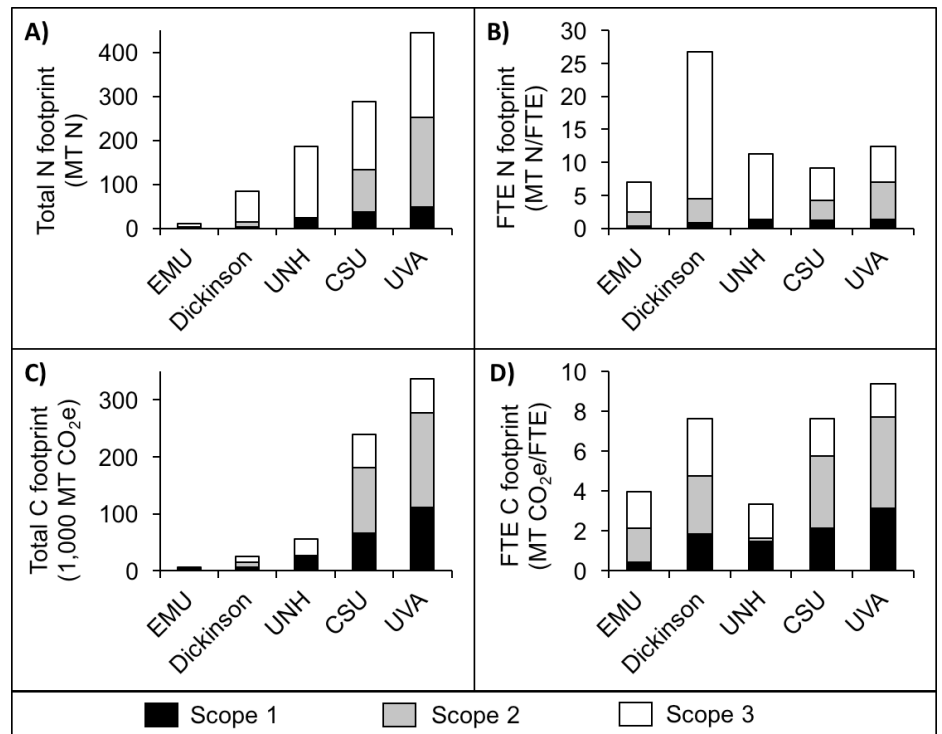 A)
Total N footprint
(MT N)
400
300
200
100
0
EMU
Dickinson
UNH
CSU
UVA
B)
FTE N footprint
(MT N/FTE)
30
25
20
15
10
5
0
EMU
Dickinson
UNH
CSU
UVA
C)
Total C footprint
(1,000 MT CO₂e)
300
200
100
0
EMU
Dickinson
UNH
CSU
UVA
D)
FTE C footprint
(MT CO₂e/FTE)
10
8
6
4
2
0
EMU
Dickinson
UNH
CSU
UVA
Scope 1 Scope 2 Scope 3